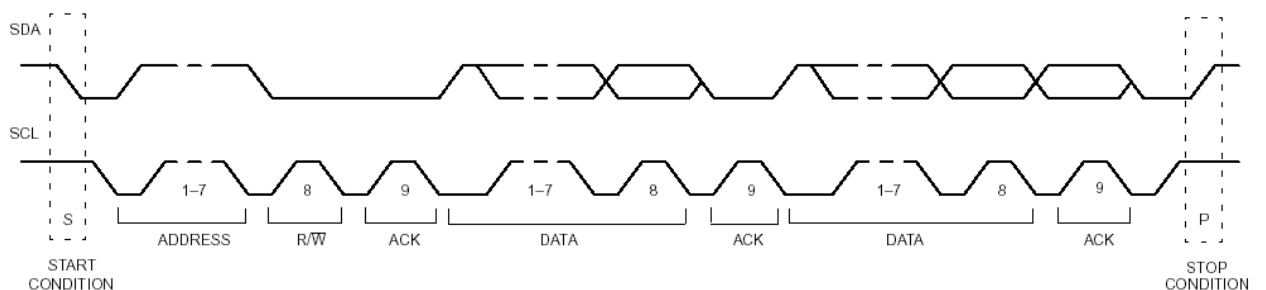 SDA
SCL
1–7 8 9 1–7 8 9 1–7 8 9
S P
ADDRESS R/W̅ ACK DATA ACK DATA ACK
START
CONDITION
STOP
CONDITION